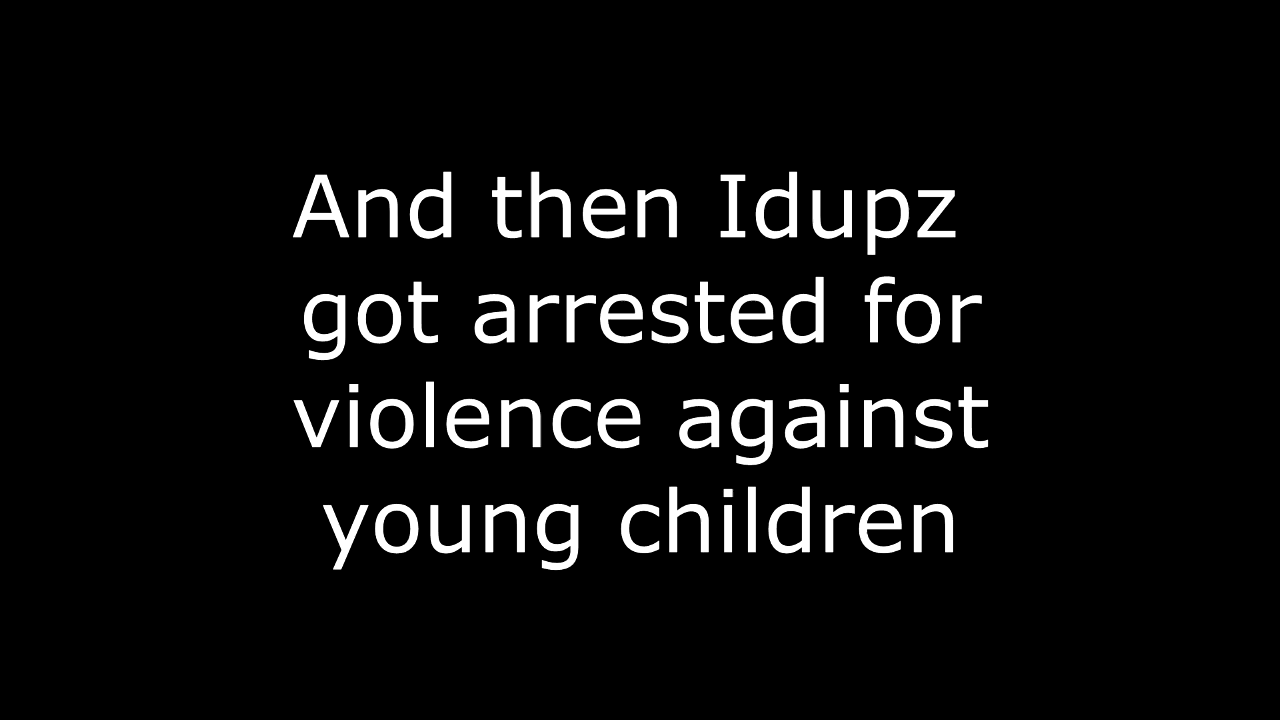 And then Idupz
got arrested for
violence against
young children